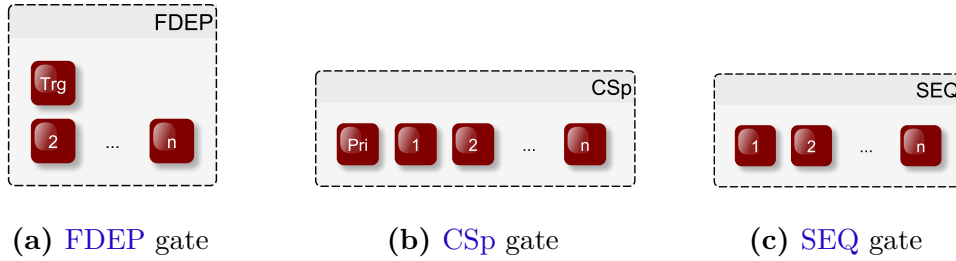 FDEP
Trg
2 ... n
(a) FDEP gate
CSp
Pri 1 2 ... n
(b) CSp gate
SEQ
1 2 ... n
(c) SEQ gate